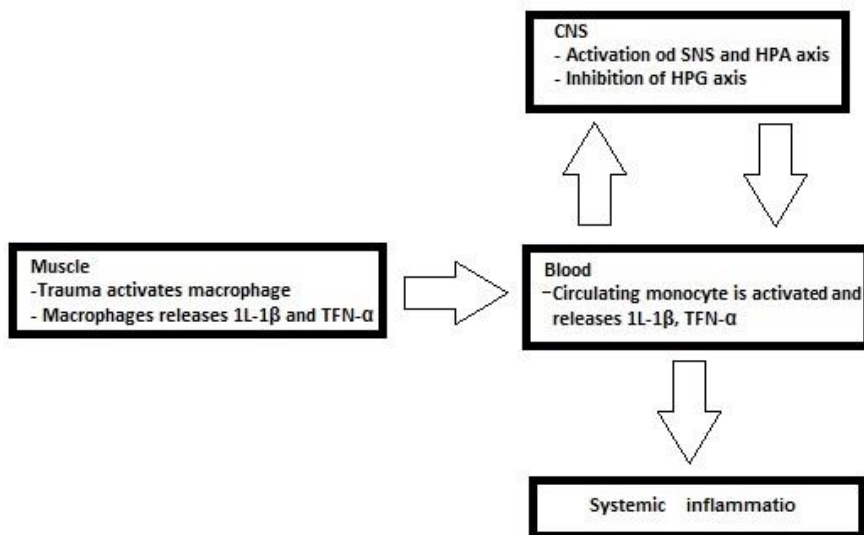 CNS
- Activation od SNS and HPA axis
- Inhibition of HPG axis
Muscle
-Trauma activates macrophage
- Macrophages releases 1L-1β and TFN-α
Blood
-Circulating monocyte is activated and
releases 1L-1β, TFN-α
Systemic inflammatio